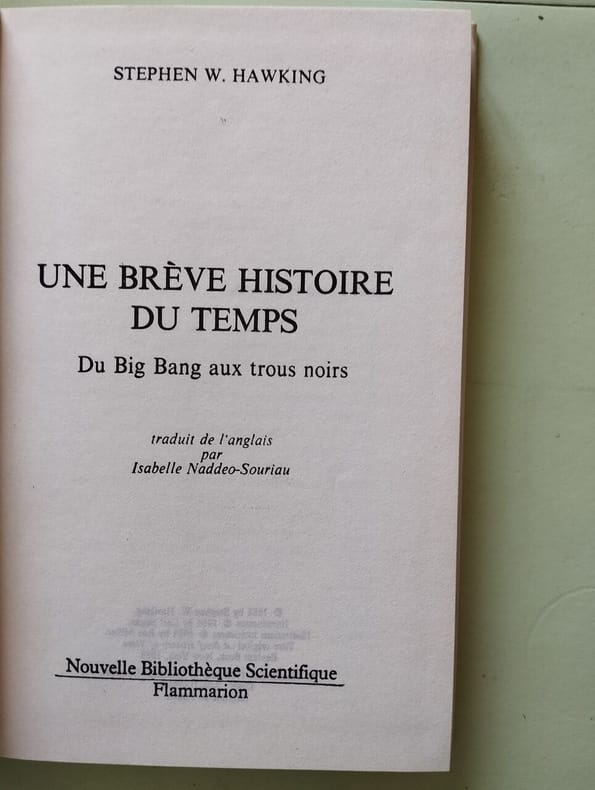 STEPHEN W. HAWKING
UNE BRÈVE HISTOIRE
DU TEMPS
Du Big Bang aux trous noirs
traduit de l'anglais
par
Isabelle Naddeo-Souriau
Nouvelle Bibliothèque Scientifique
Flammarion